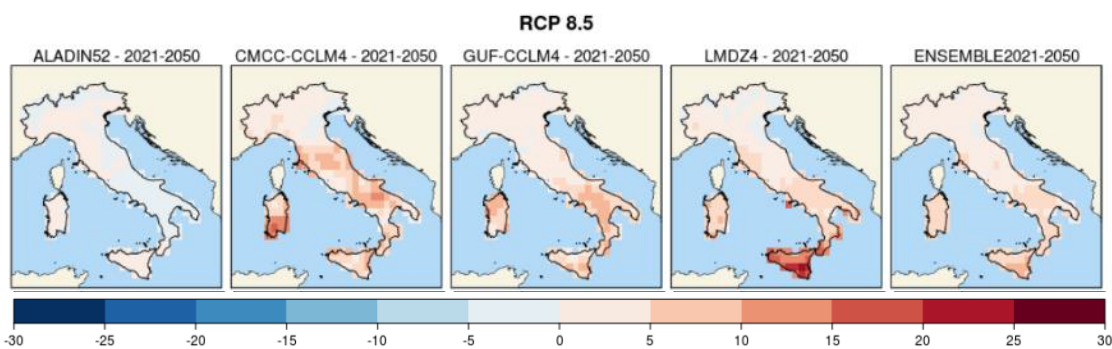 RCP 8.5
ALADIN52 - 2021-2050 CMCC-CCLM4 - 2021-2050 GUF-CCLM4 - 2021-2050 LMDZ4 - 2021-2050 ENSEMBLE2021-2050
-30 -25 -20 -15 -10 -5 0 5 10 15 20 25 30